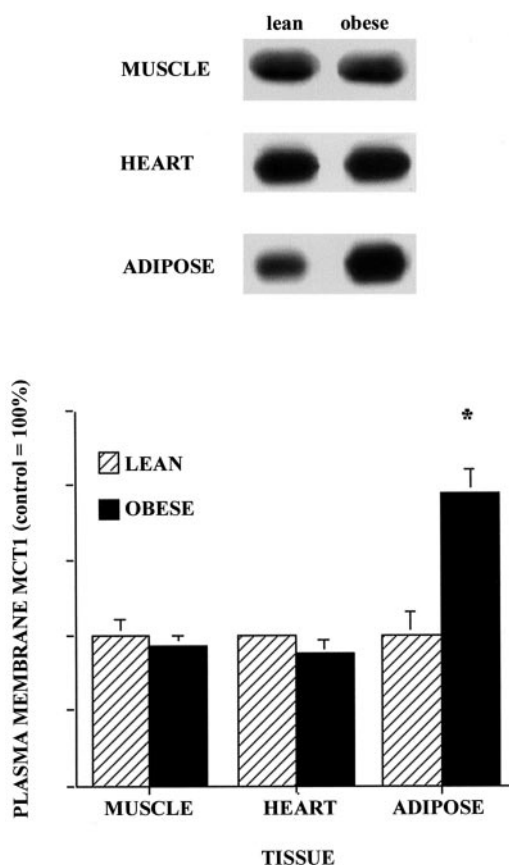 lean obese
MUSCLE
HEART
ADIPOSE
PLASMA MEMBRANE MCT1 (control = 100%)
*
LEAN
OBESE
MUSCLE HEART ADIPOSE
TISSUE